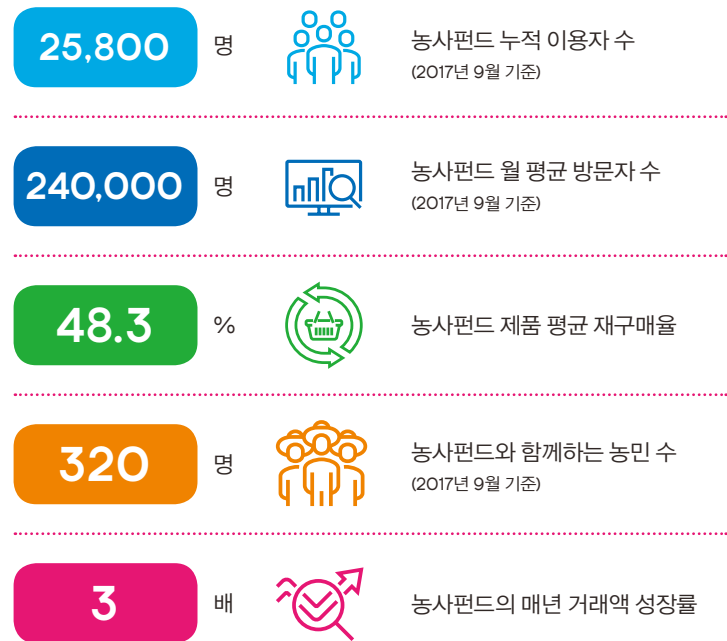 25,800 명 농사펀드 누적 이용자 수
(2017년 9월 기준)
240,000 명 농사펀드 월 평균 방문자 수
(2017년 9월 기준)
48.3 % 농사펀드 제품 평균 재구매율
320 명 농사펀드와 함께하는 농민 수
(2017년 9월 기준)
3 배 농사펀드의 매년 거래액 성장률